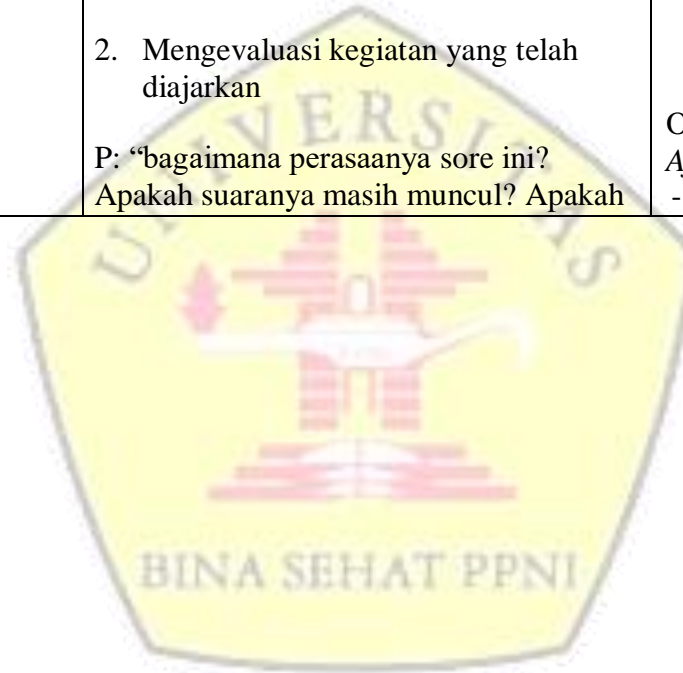 2. Mengevaluasi kegiatan yang telah
diajarkan
P: “bagaimana perasaanya sore ini?
Apakah suaranya masih muncul? Apakah
O
-
UNIVERSITAS
BINA SEHAT PPNI